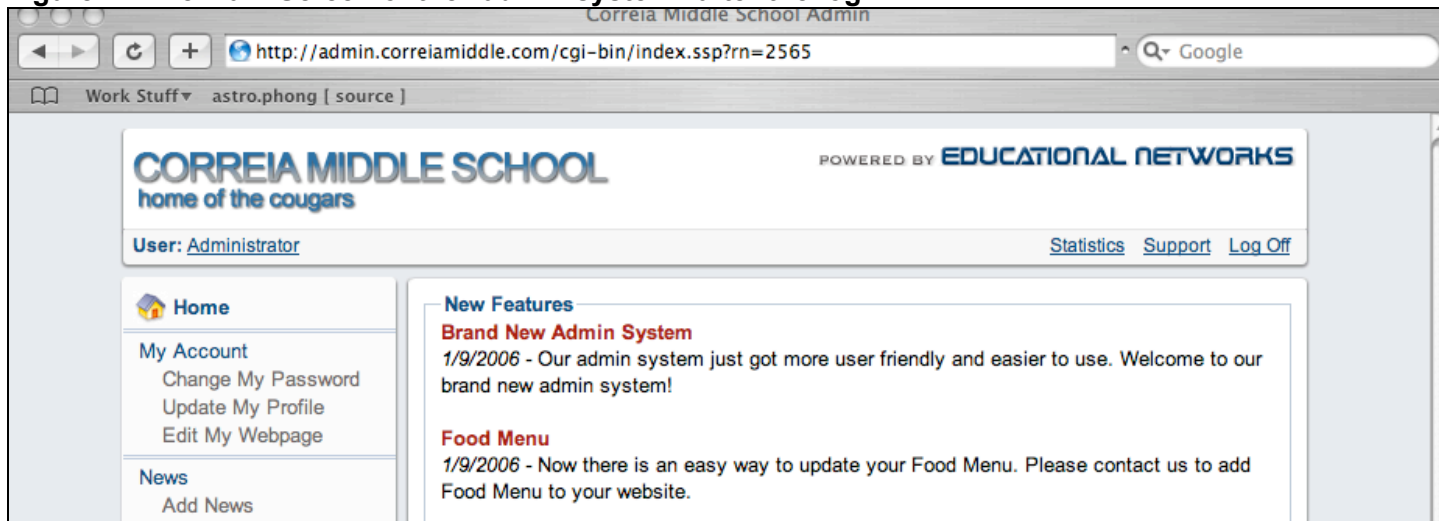 Correia Middle School Admin
http://admin.correiamiddle.com/cgi-bin/index.ssp?rn=2565
Google
Work Stuff
astro.phong [ source ]
CORREIA MIDDLE SCHOOL
home of the cougars
POWERED BY EDUCATIONAL NETWORKS
User: Administrator
Statistics Support Log Off
Home
My Account
Change My Password
Update My Profile
Edit My Webpage
News
Add News
New Features
Brand New Admin System
1/9/2006 - Our admin system just got more user friendly and easier to use. Welcome to our
brand new admin system!
Food Menu
1/9/2006 - Now there is an easy way to update your Food Menu. Please contact us to add
Food Menu to your website.